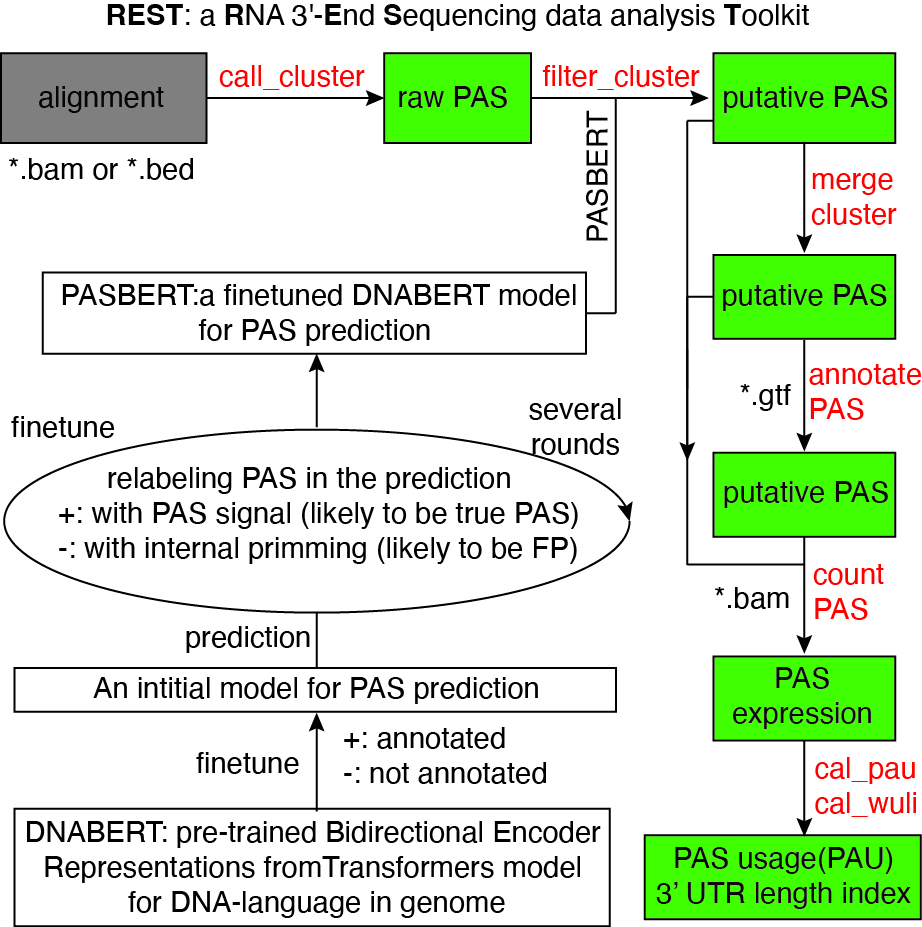 REST: a RNA 3'-End Sequencing data analysis Toolkit
alignment
call_cluster
raw PAS
filter_cluster
putative PAS
*.bam or *.bed
PASBERT
merge
cluster
PASBERT:a finetuned DNABERT model
for PAS prediction
putative PAS
*.gtf
annotate
PAS
finetune
several
rounds
relabeling PAS in the prediction
+: with PAS signal (likely to be true PAS)
-: with internal primming (likely to be FP)
putative PAS
*.bam
count
PAS
prediction
An intitial model for PAS prediction
PAS
expression
finetune
+: annotated
-: not annotated
cal_pau
cal_wuli
DNABERT: pre-trained Bidirectional Encoder
Representations fromTransformers model
for DNA-language in genome
PAS usage(PAU)
3’ UTR length index